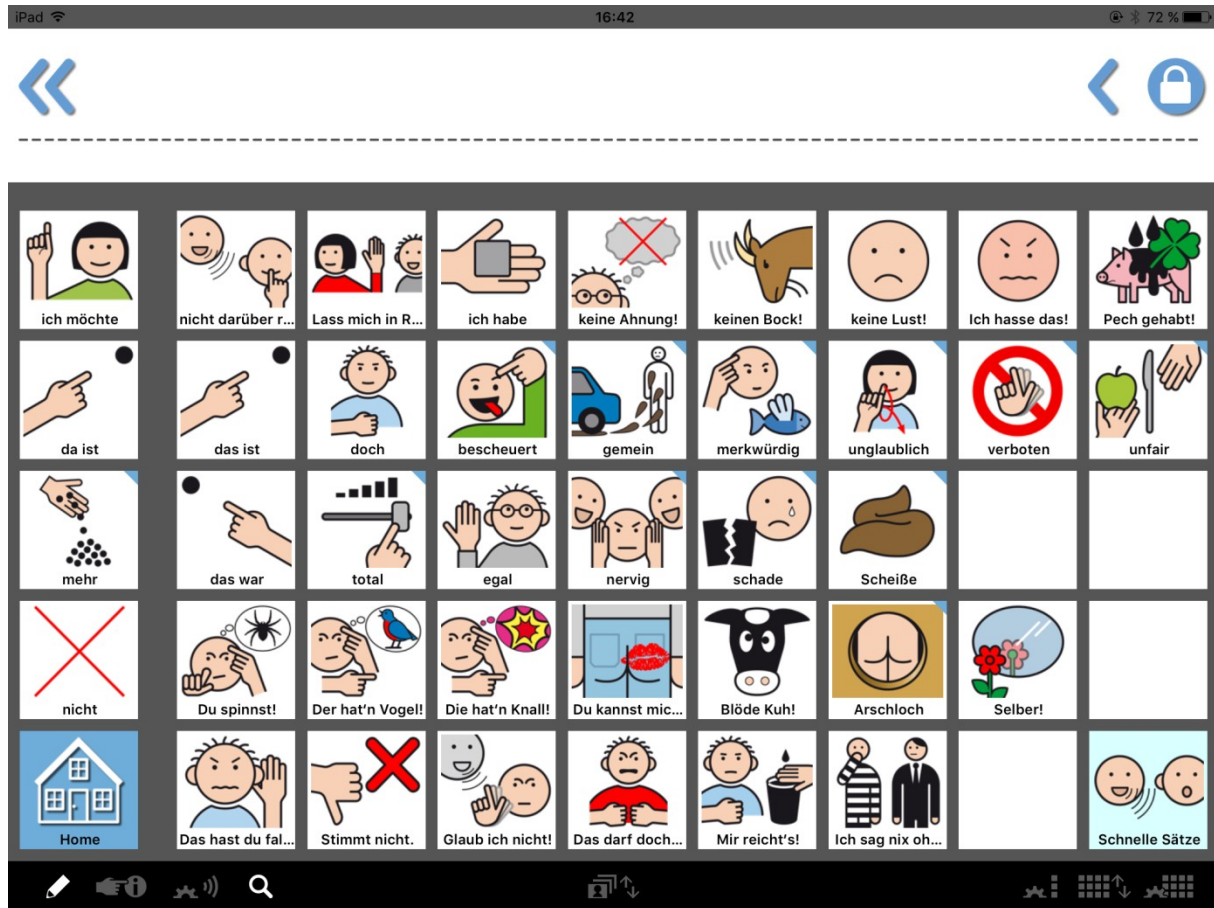 iPad 16:42 72 %
ich möchte
nicht darüber r...
Lass mich in R...
ich habe
keine Ahnung!
keinen Bock!
keine Lust!
Ich hasse das!
Pech gehabt!
da ist
das ist
doch
bescheuert
gemein
merkwürdig
unglaublich
verboten
unfair
mehr
das war
total
egal
nervig
schade
Scheiße
nicht
Du spinnst!
Der hat‘n Vogel!
Die hat‘n Knall!
Du kannst mic...
Blöde Kuh!
Arschloch
Selber!
Home
Das hast du fal...
Stimmt nicht.
Glaub ich nicht!
Das darf doch...
Mir reicht‘s!
Ich sag nix oh...
Schnelle Sätze